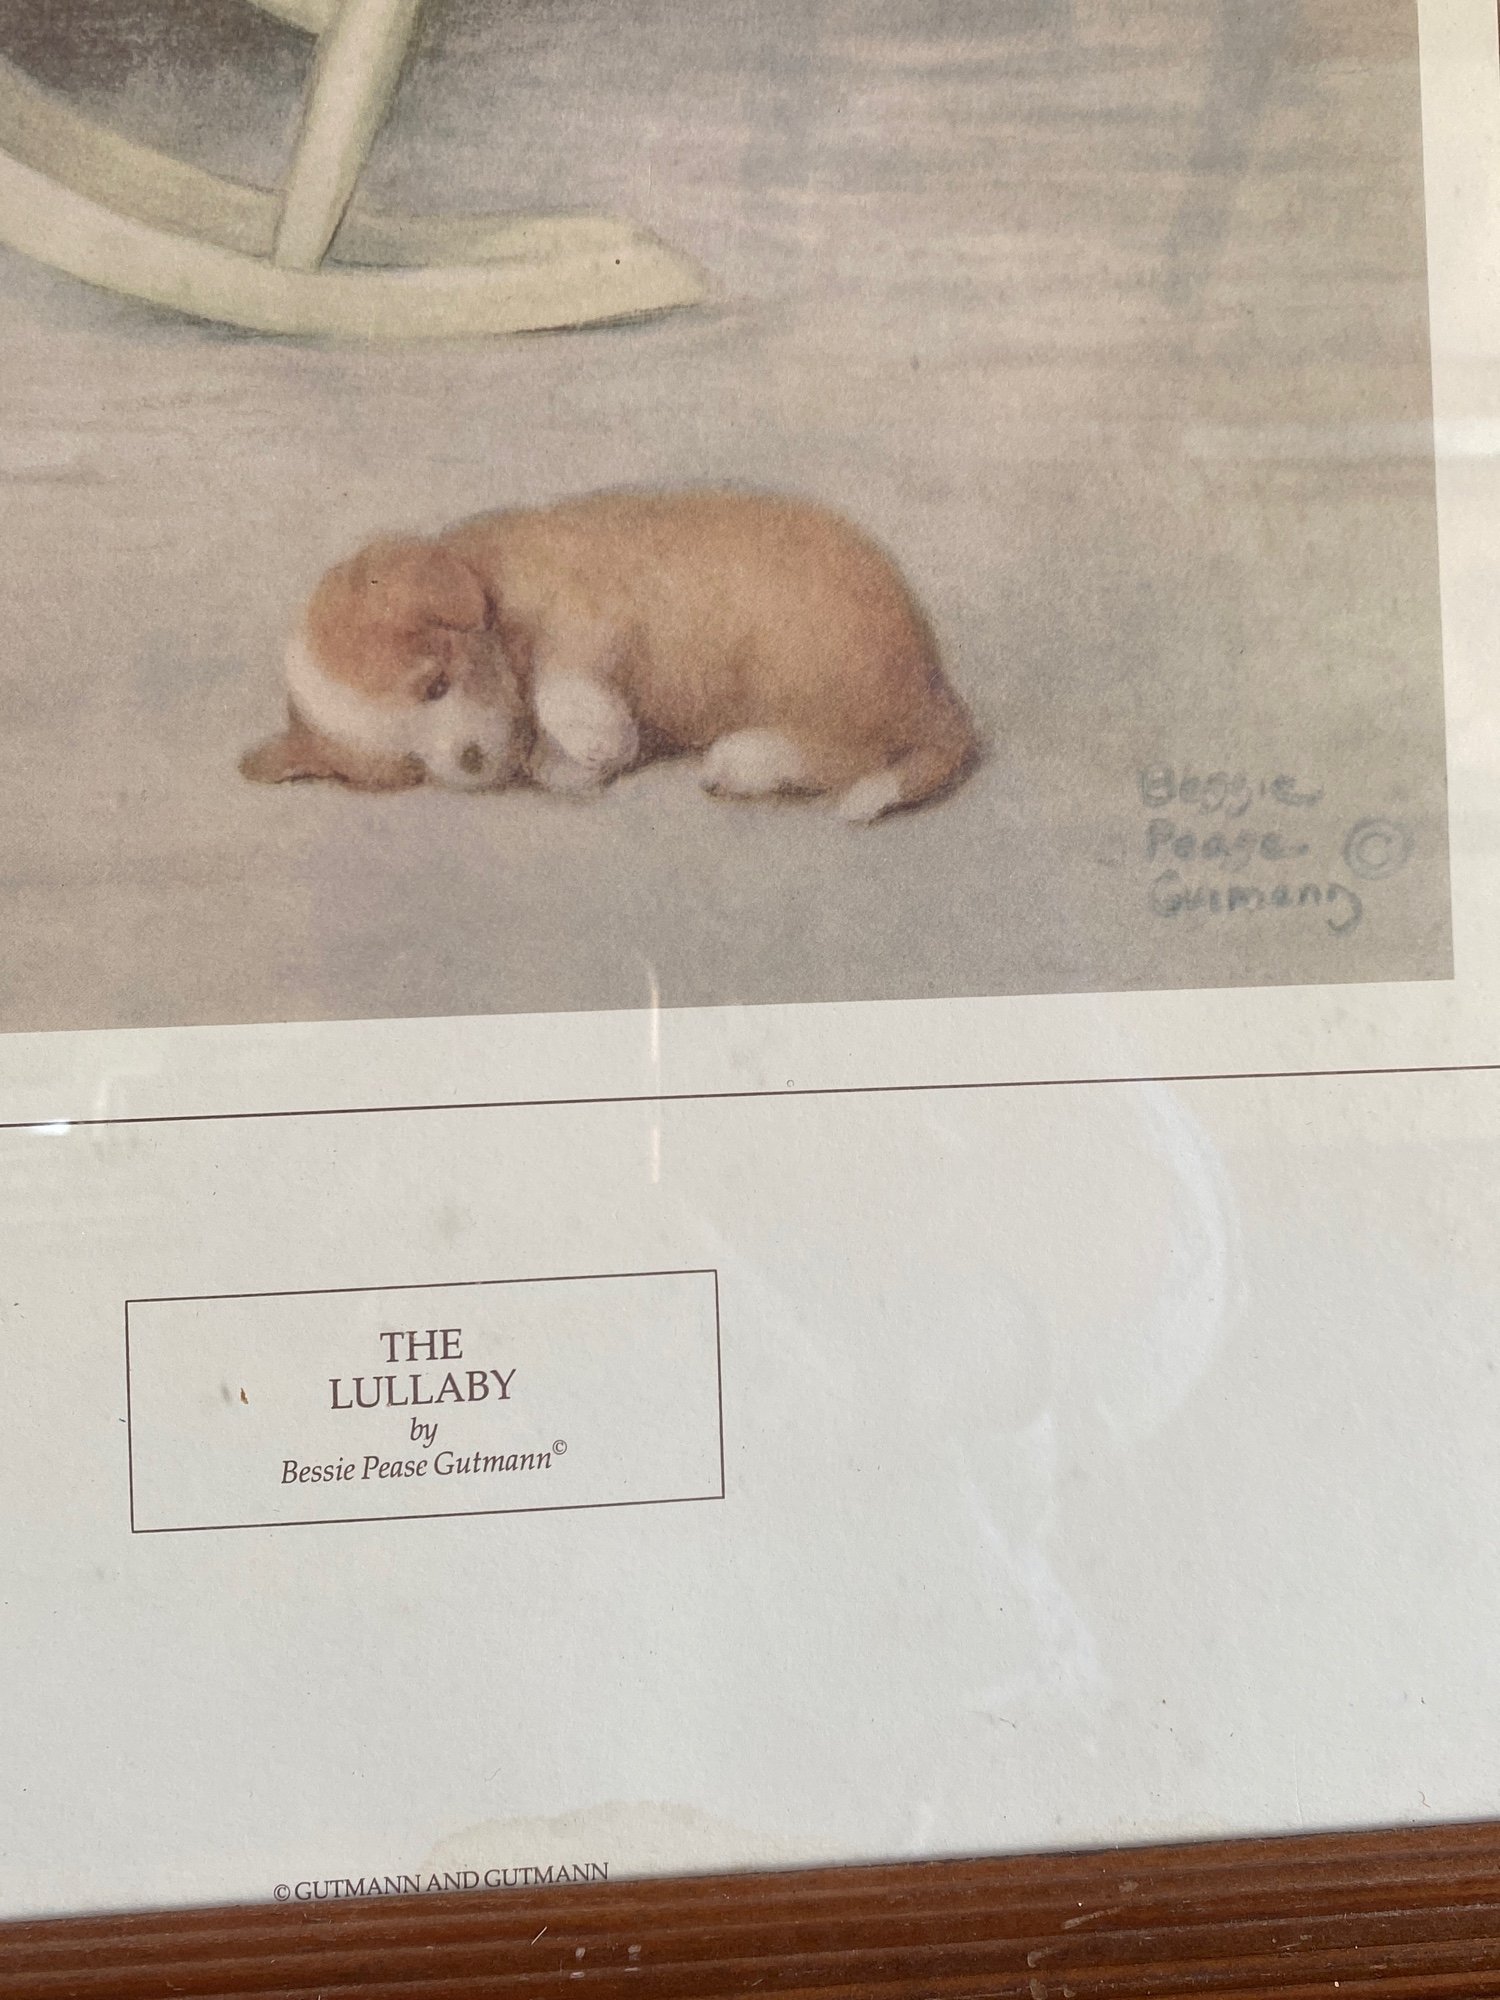 Bessie
Pease ©
Gutmann
THE
LULLABY
by
Bessie Pease Gutmann©
© GUTMANN AND GUTMANN